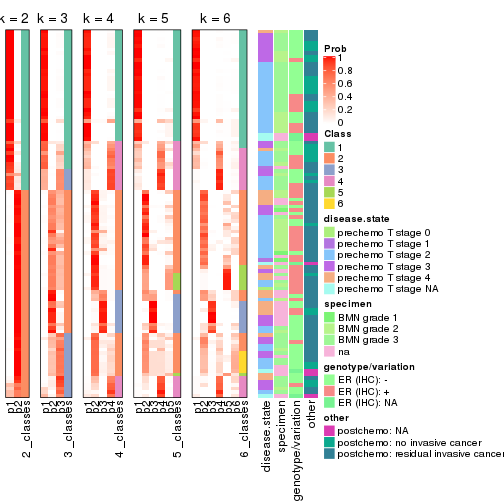 k = 2
k = 3
k = 4
k = 5
k = 6
p1
p2
2_classes
p1
p2
p3
3_classes
p1
p2
p3
p4
4_classes
p1
p2
p3
p4
p5
5_classes
p1
p2
p3
p4
p5
p6
6_classes
disease.state
specimen
genotype/variation
other
Prob
1
0.8
0.6
0.4
0.2
0
Class
1
2
3
4
5
6
disease.state
prechemo T stage 0
prechemo T stage 1
prechemo T stage 2
prechemo T stage 3
prechemo T stage 4
prechemo T stage NA
specimen
BMN grade 1
BMN grade 2
BMN grade 3
na
genotype/variation
ER (IHC): -
ER (IHC): +
ER (IHC): NA
other
postchemo: NA
postchemo: no invasive cancer
postchemo: residual invasive cancer